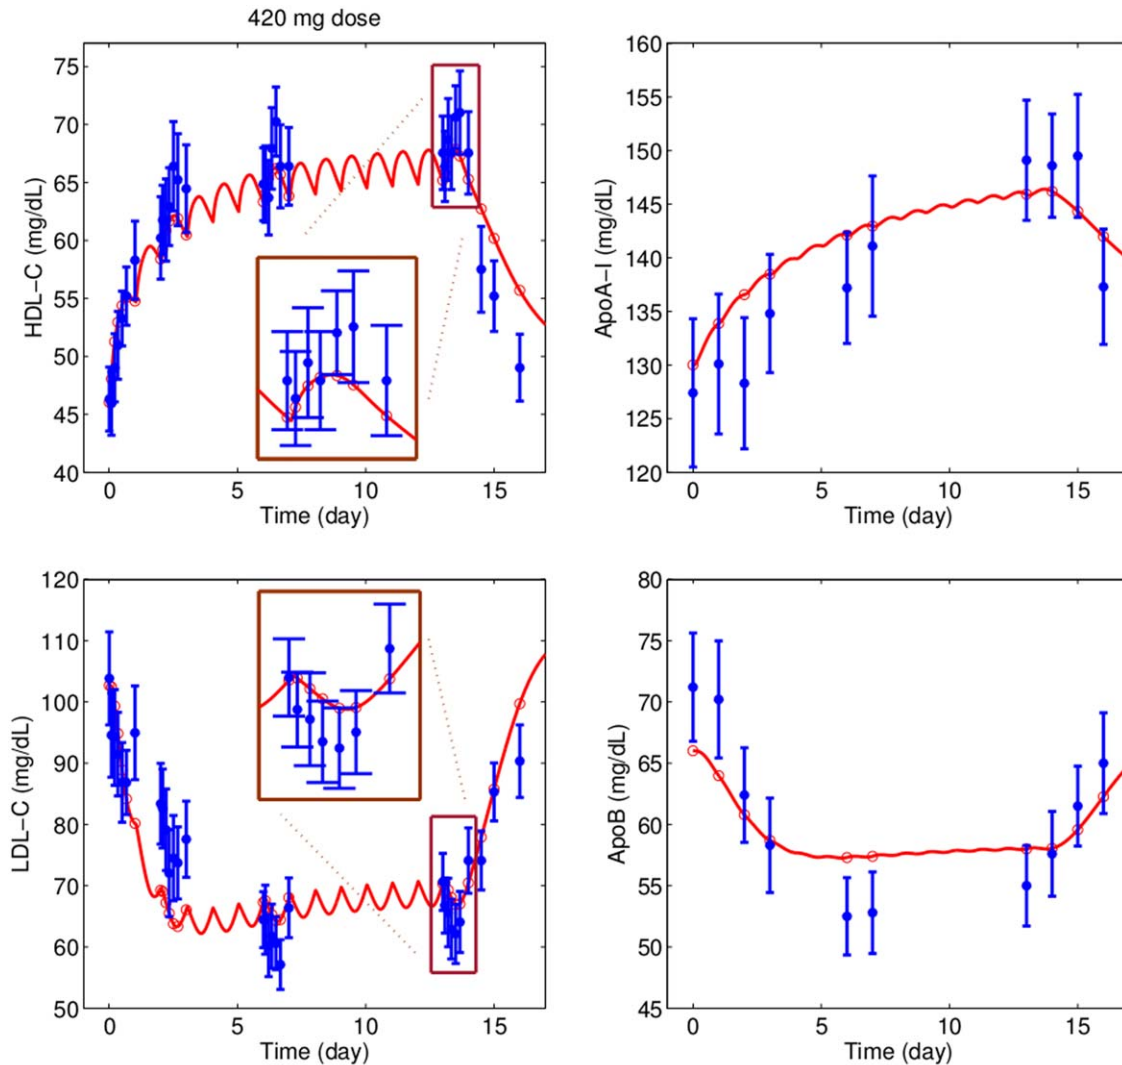 420 mg dose
75
70
65
60
55
50
45
40
HDL-C (mg/dL)
0 5 10 15
Time (day)
160
155
150
145
140
135
130
125
120
ApoA-I (mg/dL)
0 5 10 15
Time (day)
120
110
100
90
80
70
60
50
LDL-C (mg/dL)
0 5 10 15
Time (day)
80
75
70
65
60
55
50
45
ApoB (mg/dL)
0 5 10 15
Time (day)